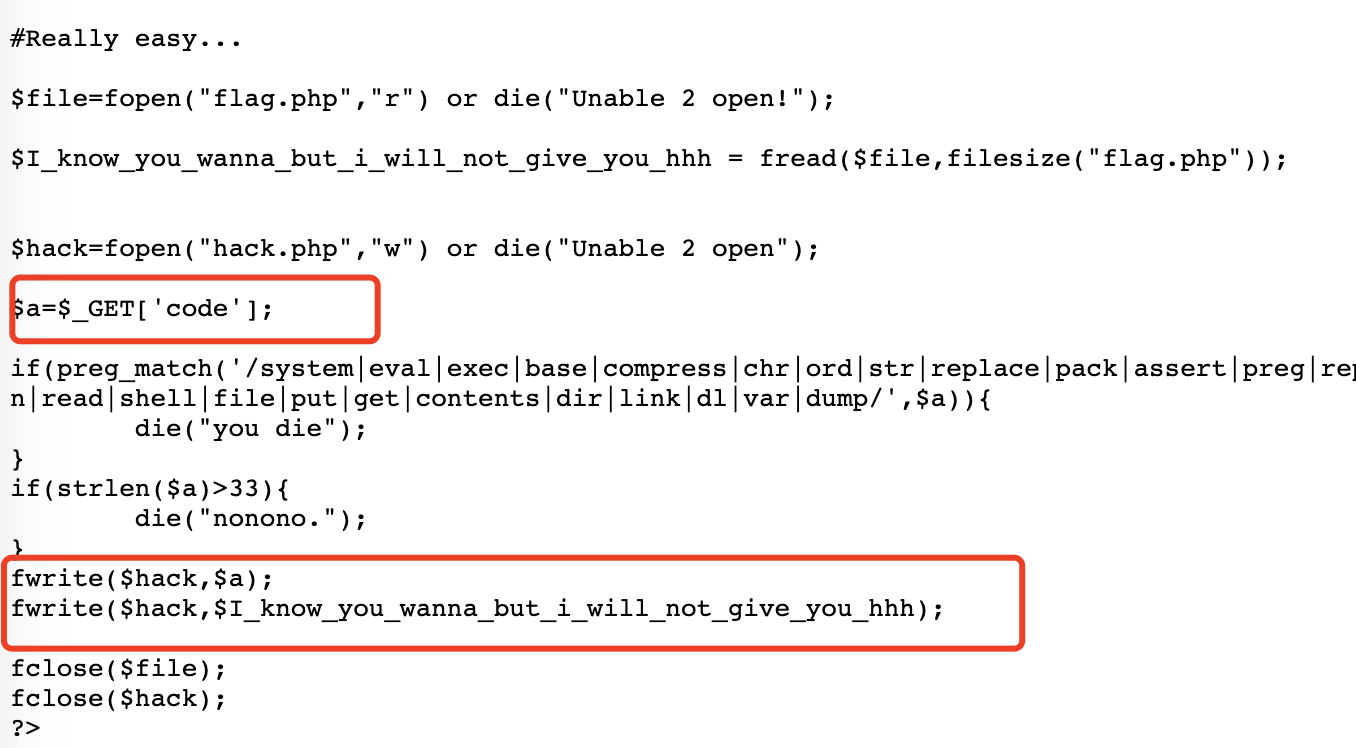 #Really easy...
$file=fopen("flag.php","r") or die("Unable 2 open!");
$I_know_you_wanna_but_i_will_not_give_you_hhh = fread($file,filesize("flag.php"));
$hack=fopen("hack.php","w") or die("Unable 2 open");
$a=$_GET['code'];
if(preg_match('/system|eval|exec|base|compress|chr|ord|str|replace|pack|assert|preg|rep
n|read|shell|file|put|get|contents|dir|link|dl|var|dump/',$a)){
die("you die");
}
if(strlen($a)>33){
die("nonono.");
}
fwrite($hack,$a);
fwrite($hack,$I_know_you_wanna_but_i_will_not_give_you_hhh);
fclose($file);
fclose($hack);
?>